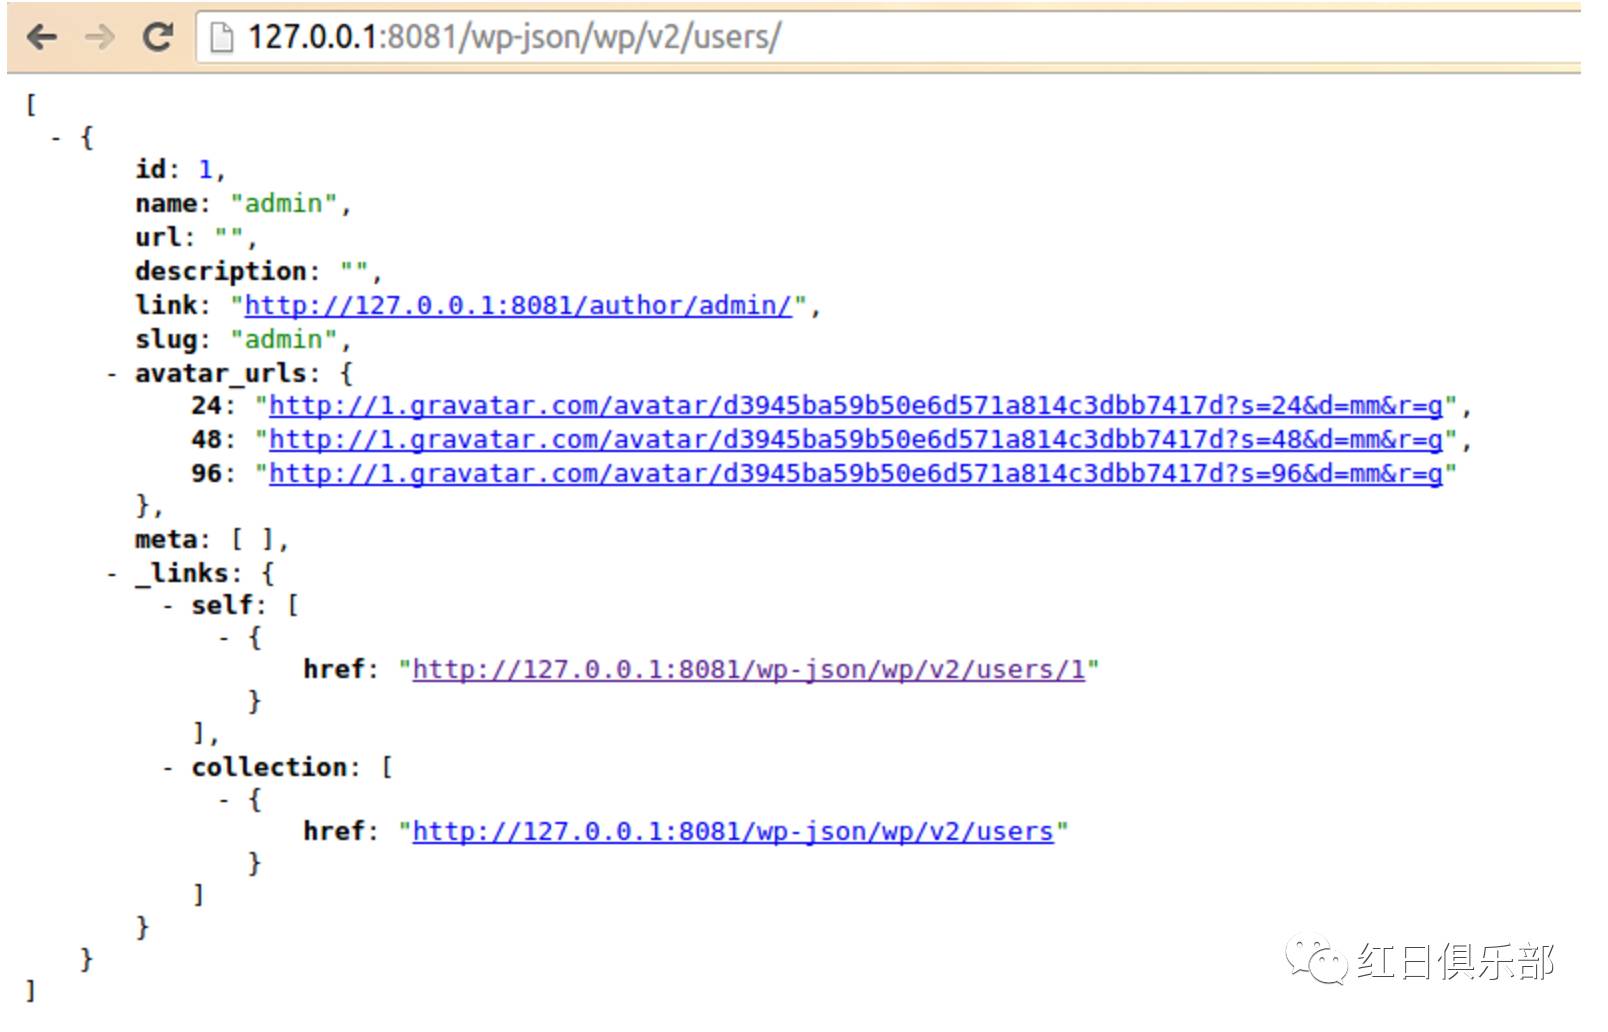 127.0.0.1:8081/wp-json/wp/v2/users/
[
- {
id: 1,
name: "admin",
url: "",
description: "",
link: "http://127.0.0.1:8081/author/admin/",
slug: "admin",
- avatar_urls: {
24: "http://1.gravatar.com/avatar/d3945ba59b50e6d571a814c3dbb7417d?s=24&d=mm&r=g",
48: "http://1.gravatar.com/avatar/d3945ba59b50e6d571a814c3dbb7417d?s=48&d=mm&r=g",
96: "http://1.gravatar.com/avatar/d3945ba59b50e6d571a814c3dbb7417d?s=96&d=mm&r=g"
},
meta: [ ],
- _links: {
- self: [
- {
href: "http://127.0.0.1:8081/wp-json/wp/v2/users/1"
}
],
- collection: [
- {
href: "http://127.0.0.1:8081/wp-json/wp/v2/users"
}
]
}
}
]
红日俱乐部